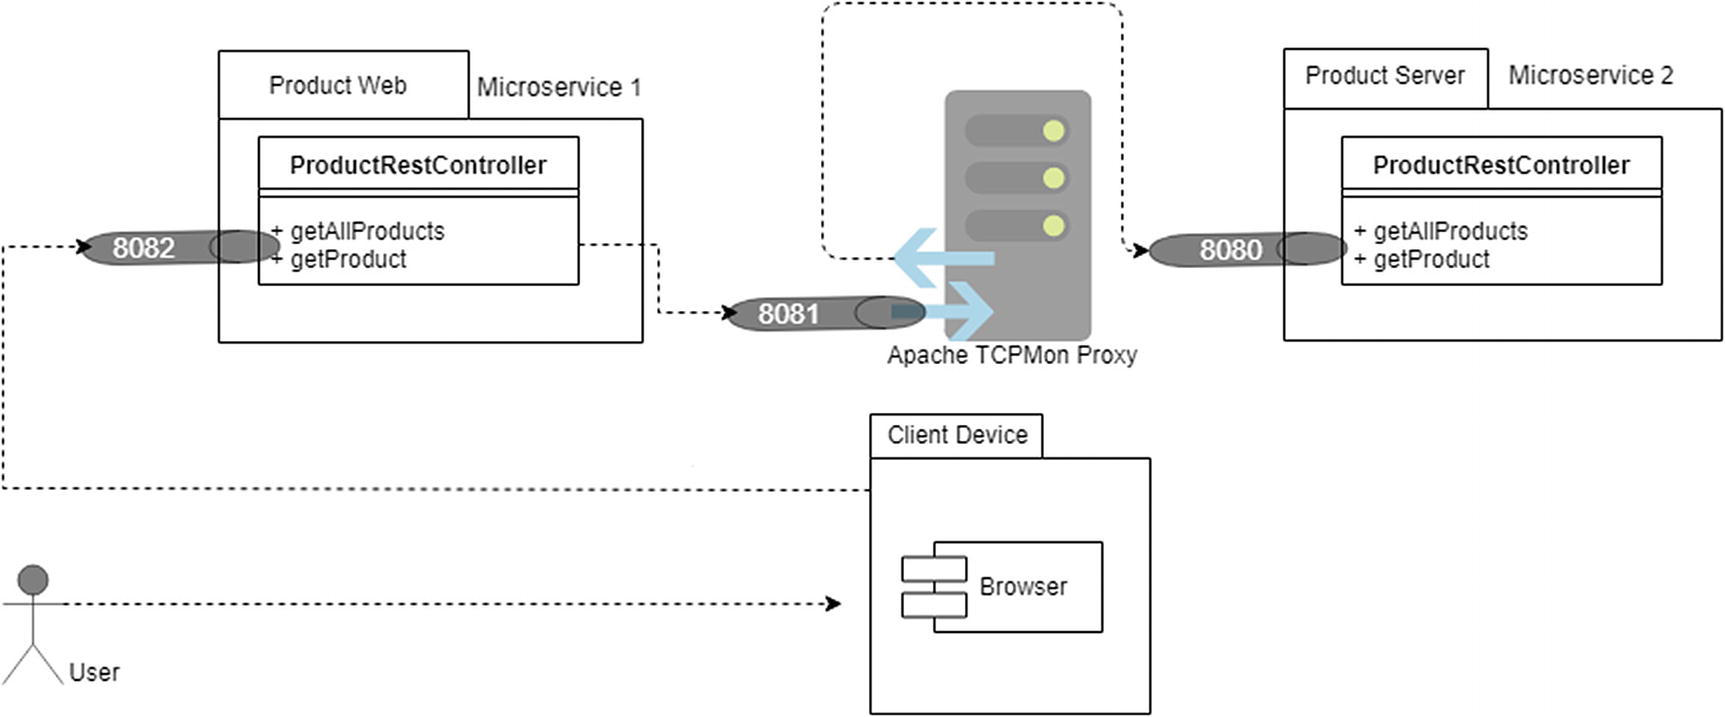 Product Web
Microservice 1
ProductRestController
+ getAllProducts
+ getProduct
8082
8081
Apache TCPMon Proxy
Product Server
Microservice 2
ProductRestController
+ getAllProducts
+ getProduct
8080
Client Device
Browser
User